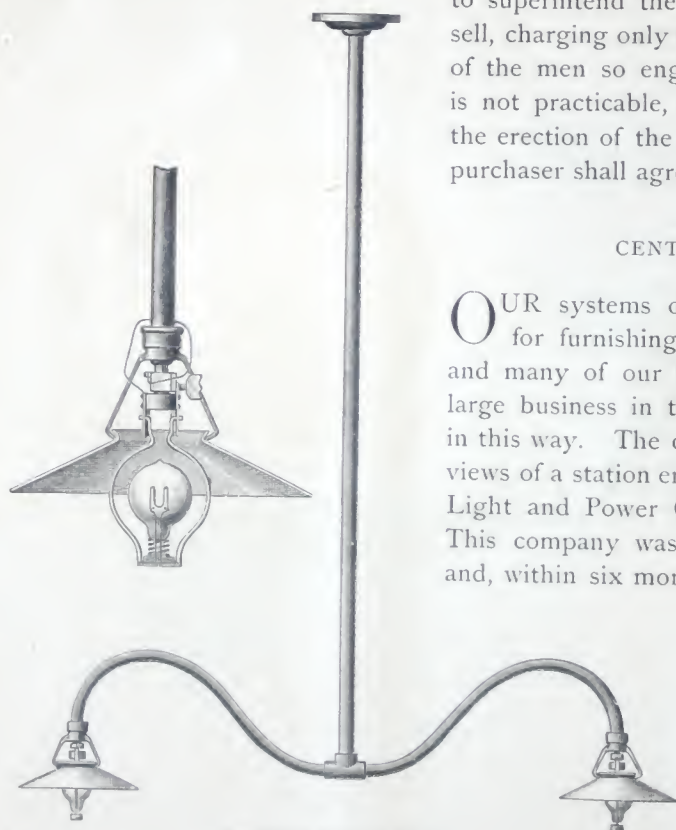 to superintend the
sell, charging only
of the men so eng
is not practicable,
the erection of the
purchaser shall agr
CENT
OUR systems o
for furnishing
and many of our
large business in t
in this way. The c
views of a station er
Light and Power C
This company was
and, within six mor